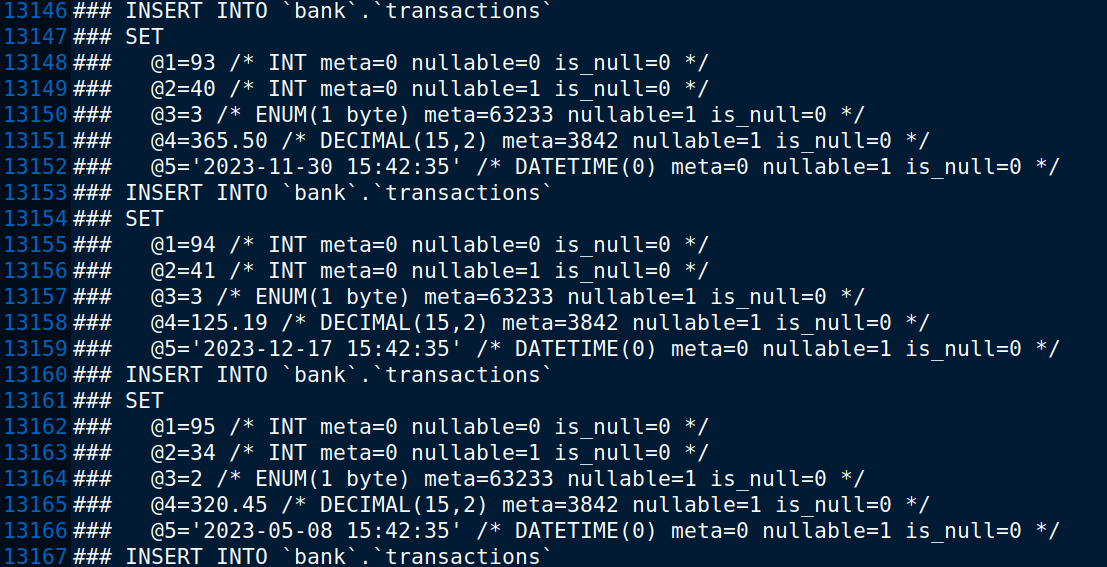 13146 ### INSERT INTO `bank`.`transactions`
13147 ### SET
13148 ###   @1=93 /* INT meta=0 nullable=0 is_null=0 */
13149 ###   @2=40 /* INT meta=0 nullable=1 is_null=0 */
13150 ###   @3=3 /* ENUM(1 byte) meta=63233 nullable=1 is_null=0 */
13151 ###   @4=365.50 /* DECIMAL(15,2) meta=3842 nullable=1 is_null=0 */
13152 ###   @5='2023-11-30 15:42:35' /* DATETIME(0) meta=0 nullable=1 is_null=0 */
13153 ### INSERT INTO `bank`.`transactions`
13154 ### SET
13155 ###   @1=94 /* INT meta=0 nullable=0 is_null=0 */
13156 ###   @2=41 /* INT meta=0 nullable=1 is_null=0 */
13157 ###   @3=3 /* ENUM(1 byte) meta=63233 nullable=1 is_null=0 */
13158 ###   @4=125.19 /* DECIMAL(15,2) meta=3842 nullable=1 is_null=0 */
13159 ###   @5='2023-12-17 15:42:35' /* DATETIME(0) meta=0 nullable=1 is_null=0 */
13160 ### INSERT INTO `bank`.`transactions`
13161 ### SET
13162 ###   @1=95 /* INT meta=0 nullable=0 is_null=0 */
13163 ###   @2=34 /* INT meta=0 nullable=1 is_null=0 */
13164 ###   @3=2 /* ENUM(1 byte) meta=63233 nullable=1 is_null=0 */
13165 ###   @4=320.45 /* DECIMAL(15,2) meta=3842 nullable=1 is_null=0 */
13166 ###   @5='2023-05-08 15:42:35' /* DATETIME(0) meta=0 nullable=1 is_null=0 */
13167 ### INSERT INTO `bank`.`transactions`